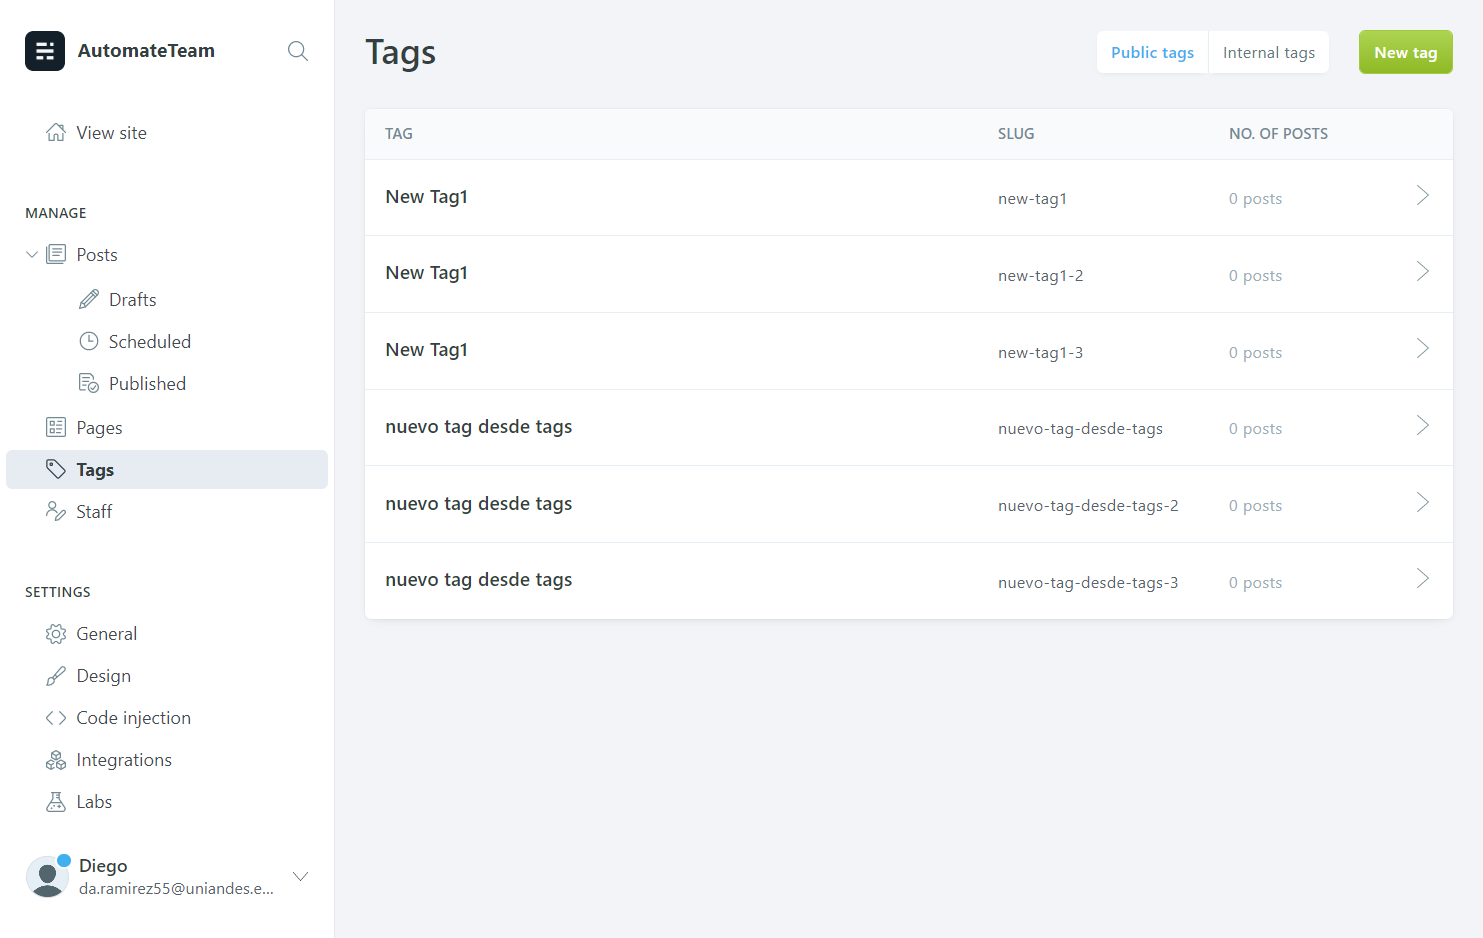 AutomateTeam
View site
MANAGE
Posts
Drafts
Scheduled
Published
Pages
Tags
Staff
SETTINGS
General
Design
Code injection
Integrations
Labs
Diego
da.ramirez55@uniandes.e...
Tags
Public tags Internal tags New tag
TAG SLUG NO. OF POSTS
New Tag1 new-tag1 0 posts
New Tag1 new-tag1-2 0 posts
New Tag1 new-tag1-3 0 posts
nuevo tag desde tags nuevo-tag-desde-tags 0 posts
nuevo tag desde tags nuevo-tag-desde-tags-2 0 posts
nuevo tag desde tags nuevo-tag-desde-tags-3 0 posts